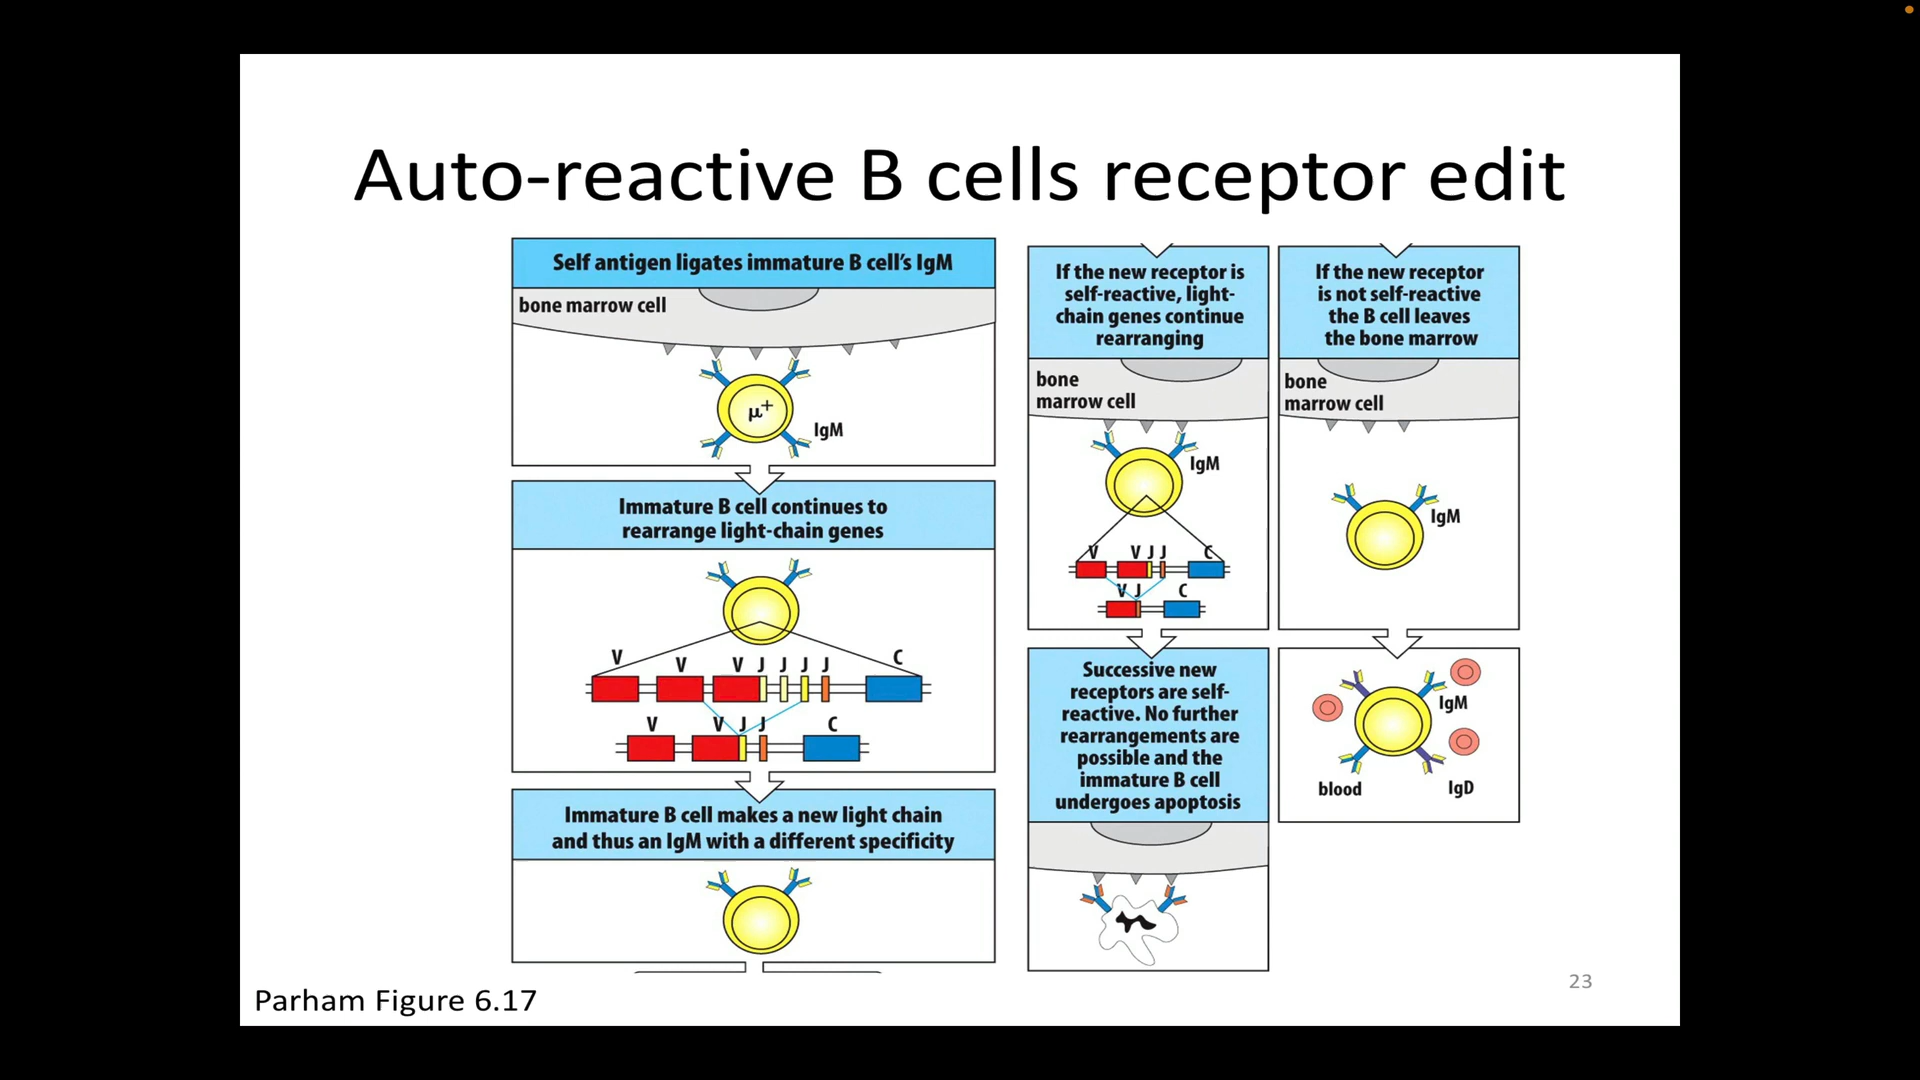 Auto-reactive B cells receptor edit
Self antigen ligates immature B cell's IgM
bone marrow cell
μ+
IgM
Immature B cell continues to
rearrange light-chain genes
V V V J J J J C
V V J J C
Immature B cell makes a new light chain
and thus an IgM with a different specificity
If the new receptor is
self-reactive, light-
chain genes continue
rearranging
bone
marrow cell
IgM
V V J J C
V J C
Successive new
receptors are self-
reactive. No further
rearrangements are
possible and the
immature B cell
undergoes apoptosis
If the new receptor
is not self-reactive
the B cell leaves
the bone marrow
bone
marrow cell
IgM
IgM
blood IgD
Parham Figure 6.17
23